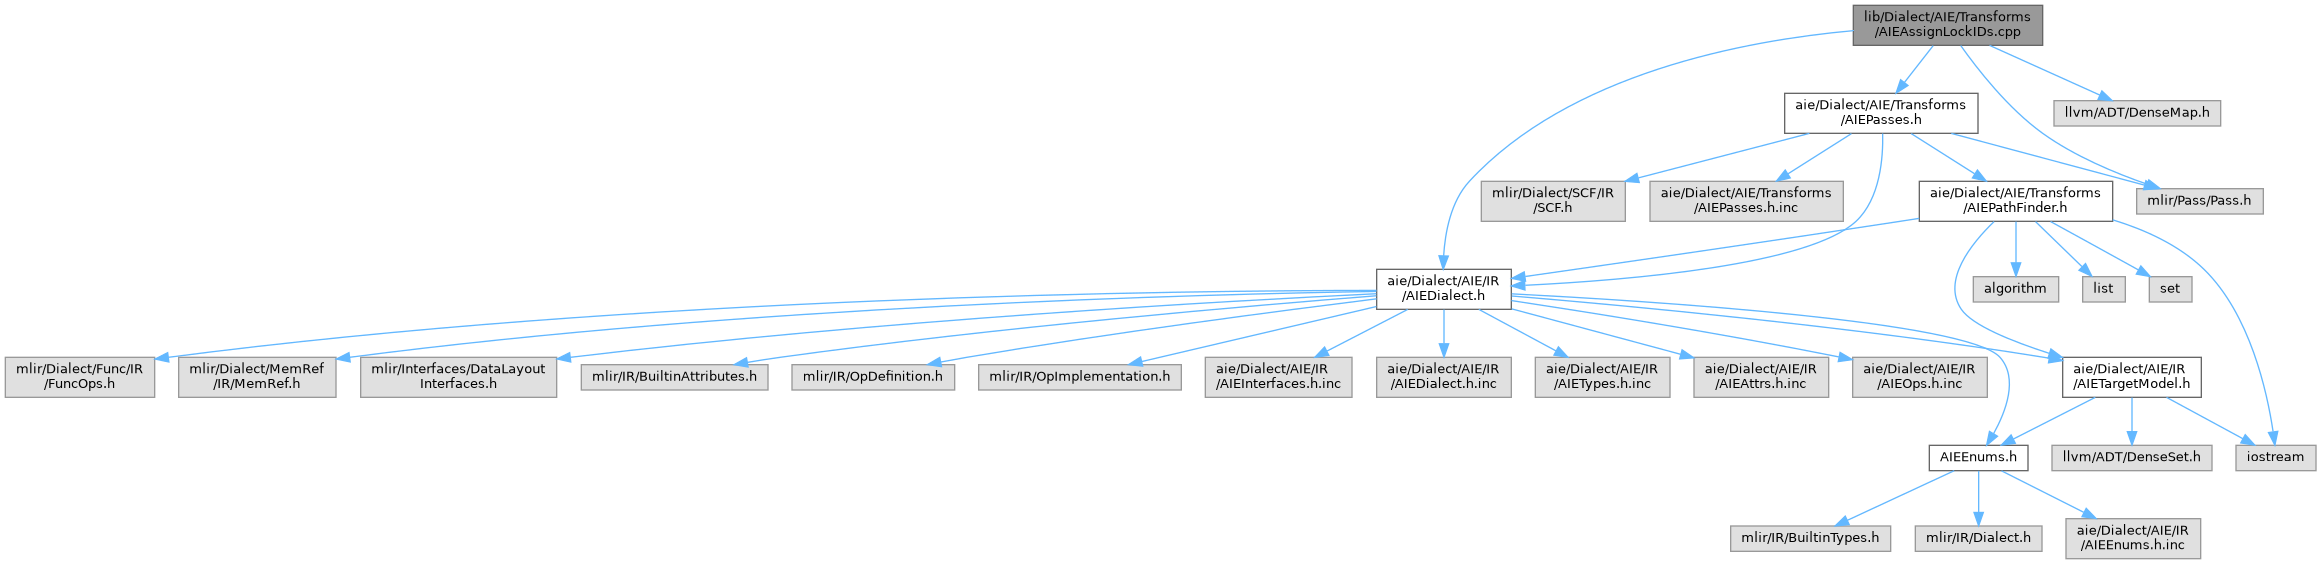 lib/Dialect/AIE/Transforms
/AIEAssignLockIDs.cpp
aie/Dialect/AIE/Transforms
/AIEPasses.h
llvm/ADT/DenseMap.h
mlir/Dialect/SCF/IR
/SCF.h
aie/Dialect/AIE/Transforms
/AIEPasses.h.inc
aie/Dialect/AIE/Transforms
/AIEPathFinder.h
mlir/Pass/Pass.h
aie/Dialect/AIE/IR
/AIEDialect.h
algorithm
list
set
mlir/Dialect/Func/IR
/FuncOps.h
mlir/Dialect/MemRef
/IR/MemRef.h
mlir/Interfaces/DataLayout
Interfaces.h
mlir/IR/BuiltinAttributes.h
mlir/IR/OpDefinition.h
mlir/IR/OpImplementation.h
aie/Dialect/AIE/IR
/AIEInterfaces.h.inc
aie/Dialect/AIE/IR
/AIEDialect.h.inc
aie/Dialect/AIE/IR
/AIETypes.h.inc
aie/Dialect/AIE/IR
/AIEAttrs.h.inc
aie/Dialect/AIE/IR
/AIEOps.h.inc
aie/Dialect/AIE/IR
/AIETargetModel.h
AIEEnums.h
llvm/ADT/DenseSet.h
iostream
mlir/IR/BuiltinTypes.h
mlir/IR/Dialect.h
aie/Dialect/AIE/IR
/AIEEnums.h.inc